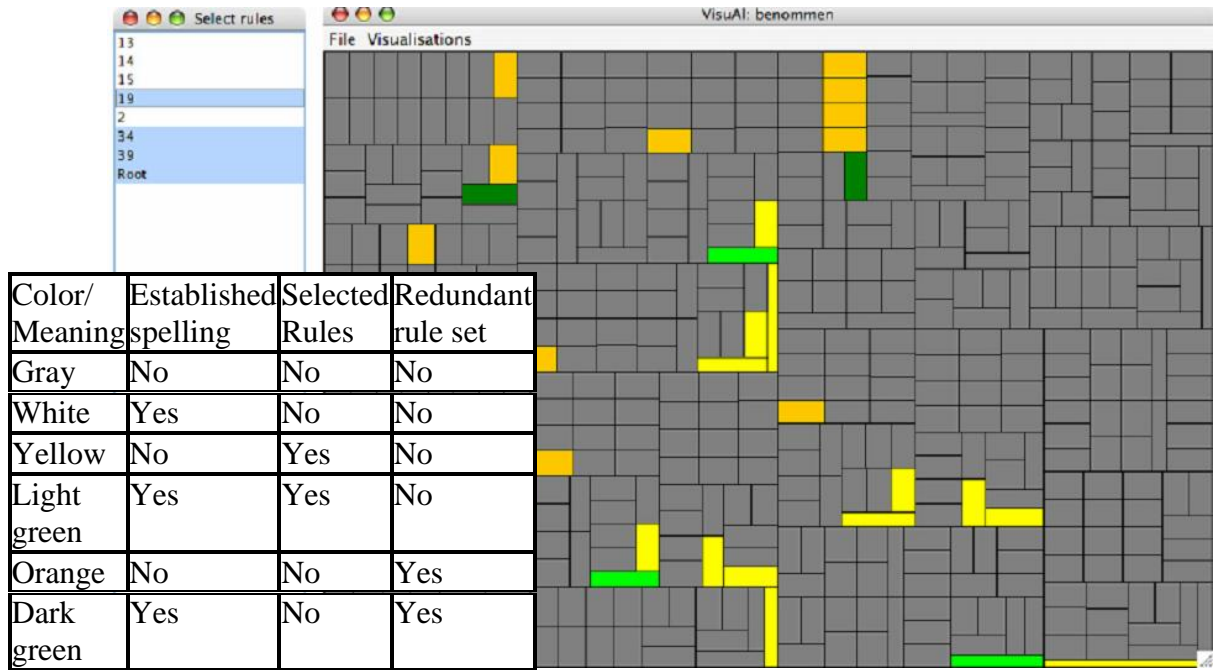 Select rules
VisuAl: benommen
File Visualisations
13
14
15
19
2
34
39
Root
Color/ Meaning Established spelling Selected Rules Redundant rule set
Gray No No No
White Yes No No
Yellow No Yes No
Light green Yes Yes No
Orange No No Yes
Dark green Yes No Yes